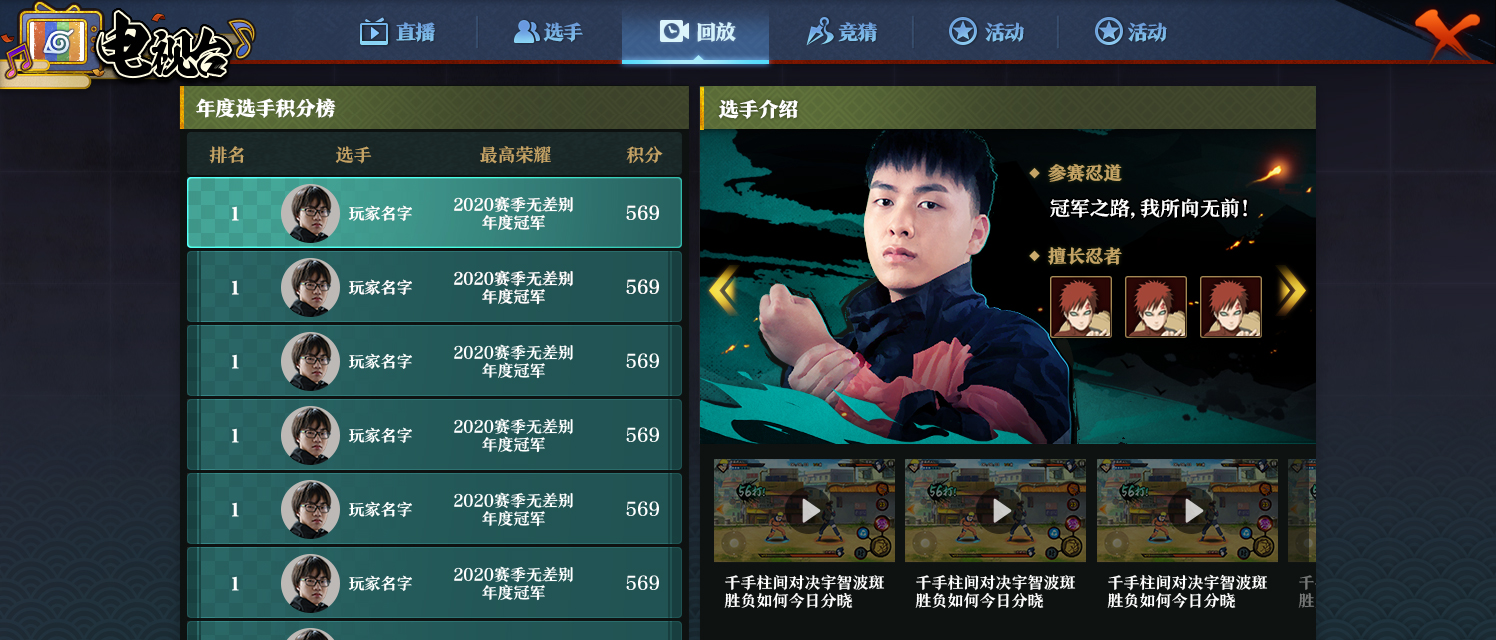 电视台
直播
选手
回放
竞猜
活动
活动
年度选手积分榜
排名 选手 最高荣耀 积分
1 玩家名字 2020赛季无差别 569
年度冠军
1 玩家名字 2020赛季无差别 569
年度冠军
1 玩家名字 2020赛季无差别 569
年度冠军
1 玩家名字 2020赛季无差别 569
年度冠军
1 玩家名字 2020赛季无差别 569
年度冠军
1 玩家名字 2020赛季无差别 569
年度冠军
选手介绍
参赛忍道
冠军之路, 我所向无前!
擅长忍者
千手柱间对决宇智波斑
胜负如何今日分晓
千手柱间对决宇智波斑
胜负如何今日分晓
千手柱间对决宇智波斑
胜负如何今日分晓
千
胜